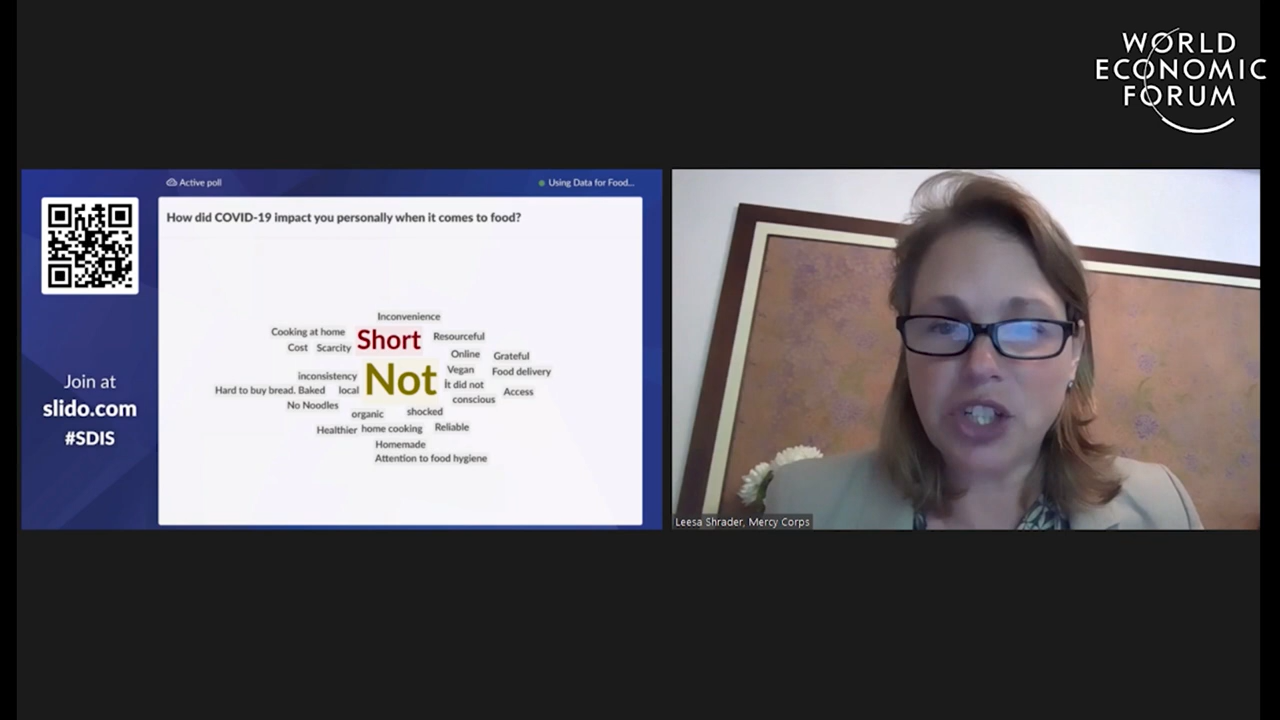 WORLD
ECONOMIC
FORUM
Active poll
Using Data for Food...
How did COVID-19 impact you personally when it comes to food?
Inconvenience
Cooking at home
Short
Resourceful
Cost
Scarcity
Online
Grateful
inconsistency
Not
Vegan
Food delivery
Hard to buy bread. Baked
local
It did not
Access
No Noodles
conscious
organic
shocked
Healthier
home cooking
Reliable
Homemade
Attention to food hygiene
Join at
slido.com
#SDIS
Leesa Shrader, Mercy Corps